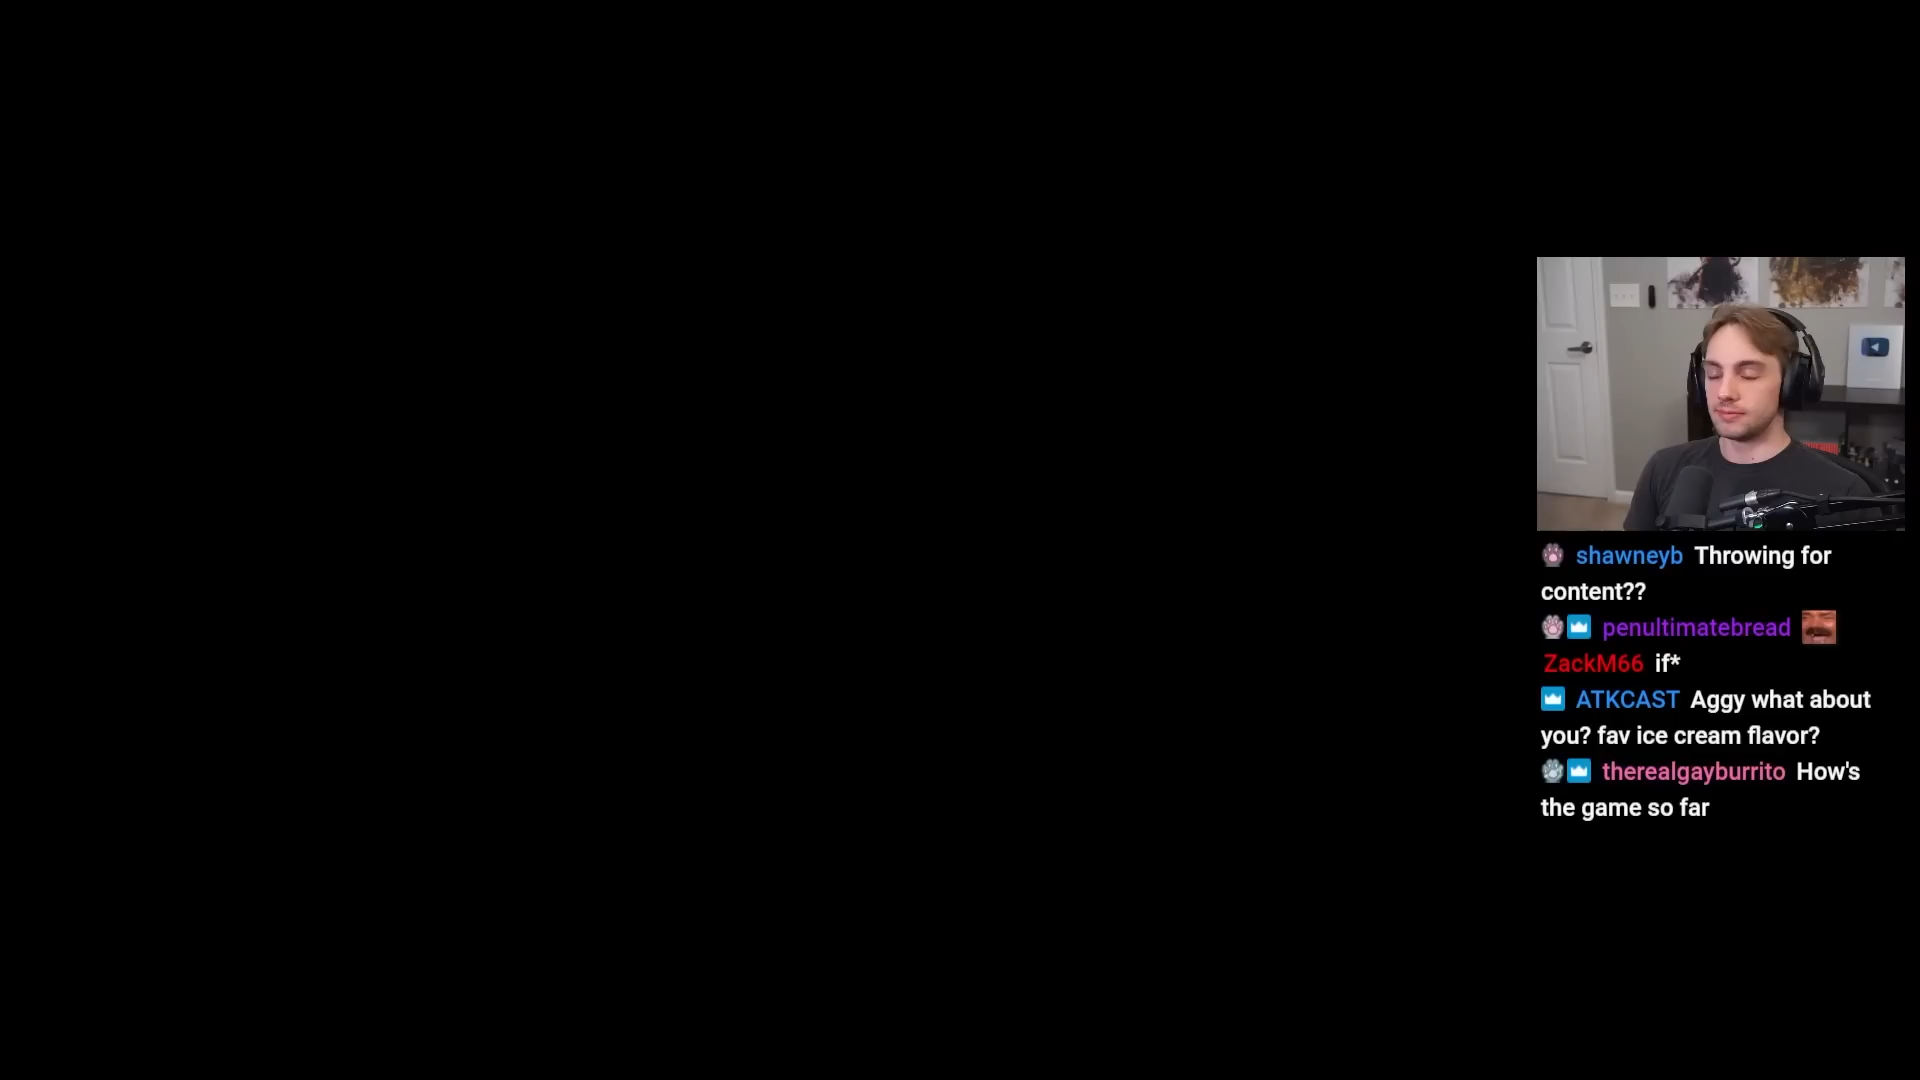 shawneyb Throwing for
content??
penultimatebread
ZackM66 if*
ATKCAST Aggy what about
you? fav ice cream flavor?
therealgayburrito How's
the game so far